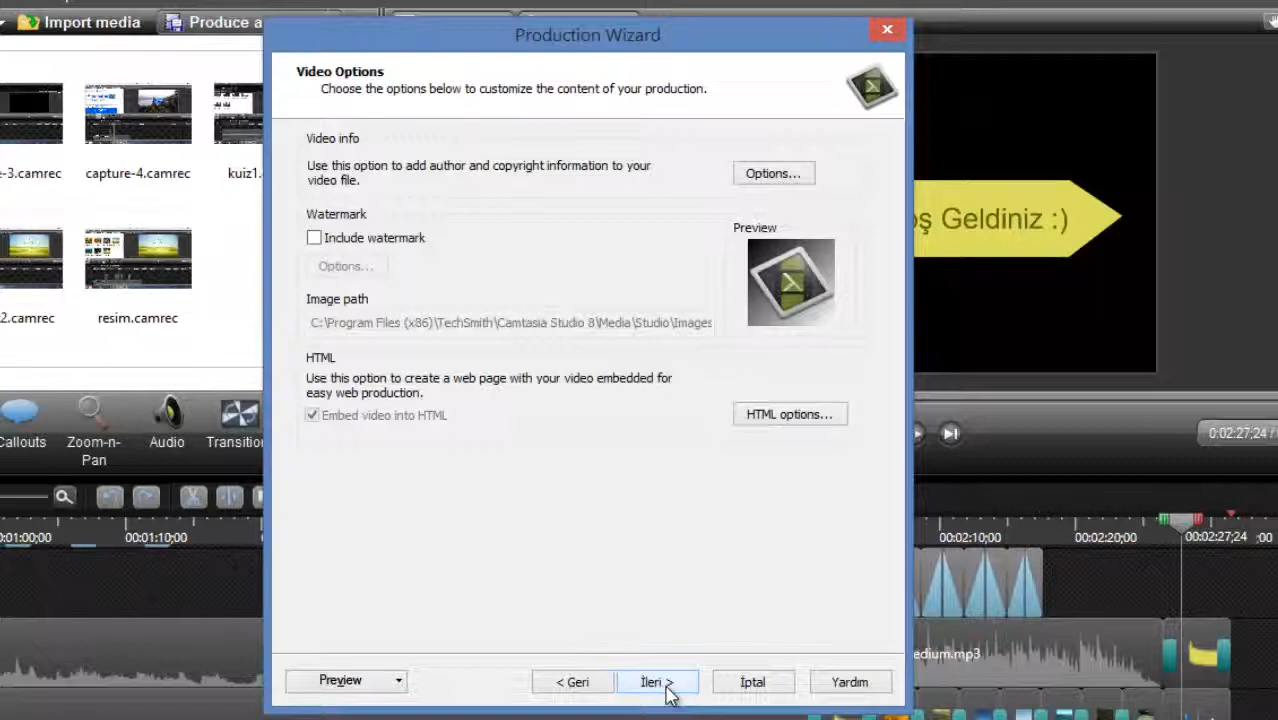 Import media
Produce a
Production Wizard
Video Options
Choose the options below to customize the content of your production.
Video info
Use this option to add author and copyright information to your
video file.
Options...
Watermark
Include watermark
Options...
Preview
Image path
C:\Program Files (x86)\TechSmith\Camtasia Studio 8\Media\Studio\Images
HTML
Use this option to create a web page with your video embedded for
easy web production.
Embed video into HTML
HTML options...
Preview
< Geri
İleri >
İptal
Yardım
-3.camrec
capture-4.camrec
kuiz1.
2.camrec
resim.camrec
ş Geldiniz :)
Callouts
Zoom-n-
Pan
Audio
Transition
0:02:27;24 /
0:01:00;00
00:01:10;00
00:02:10;00
00:02:20;00
00:02:27;24
;00
edium.mp3